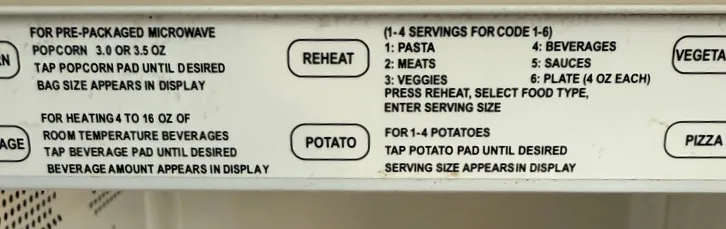 FOR PRE-PACKAGED MICROWAVE
POPCORN 3.0 OR 3.5 OZ
TAP POPCORN PAD UNTIL DESIRED
BAG SIZE APPEARS IN DISPLAY
FOR HEATING 4 TO 16 OZ OF
AGE
ROOM TEMPERATURE BEVERAGES
TAP BEVERAGE PAD UNTIL DESIRED
BEVERAGE AMOUNT APPEARS IN DISPLAY
REHEAT
(1-4 SERVINGS FOR CODE 1-6)
1: PASTA 4: BEVERAGES
2: MEATS 5: SAUCES
3: VEGGIES 6: PLATE (4 OZ EACH)
PRESS REHEAT, SELECT FOOD TYPE,
ENTER SERVING SIZE
POTATO
FOR 1-4 POTATOES
TAP POTATO PAD UNTIL DESIRED
SERVING SIZE APPEARS IN DISPLAY
VEGETA
PIZZA